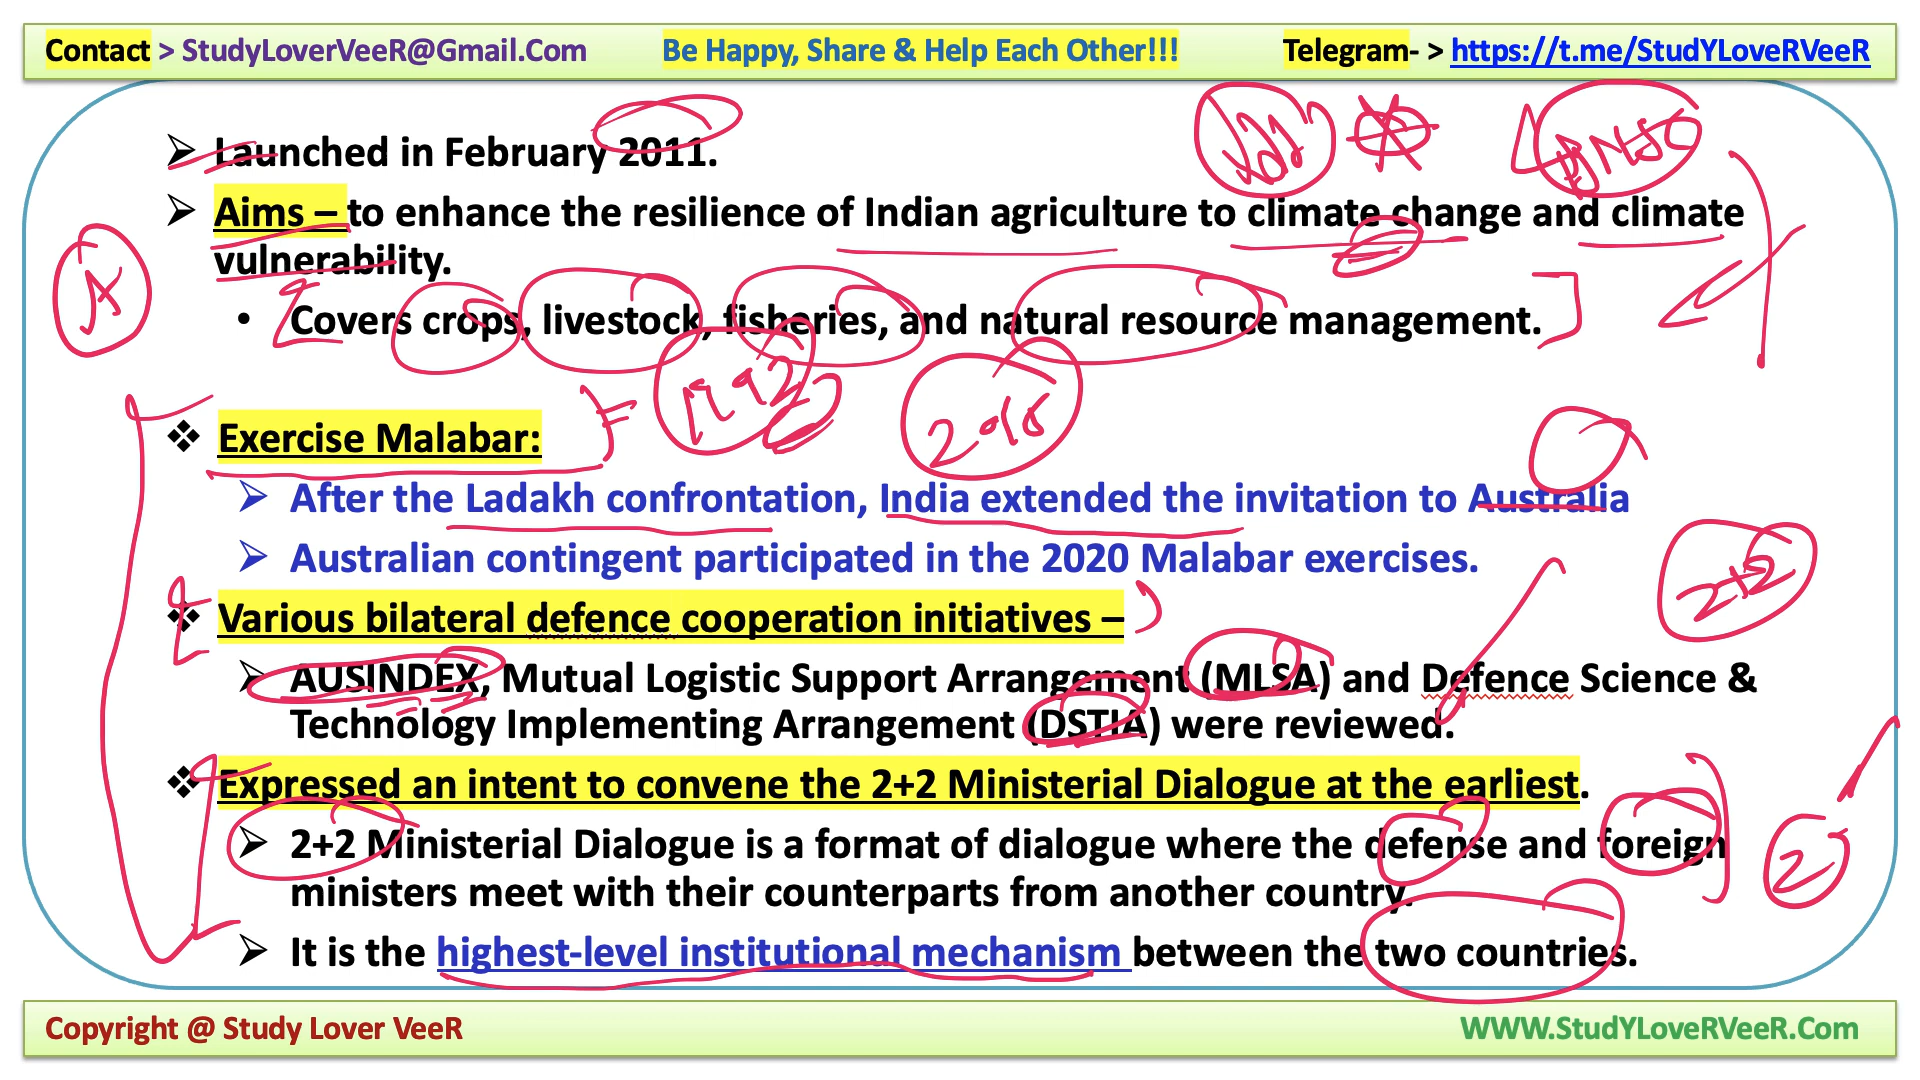 Contact > StudyLoverVeeR@Gmail.Com Be Happy, Share & Help Each Other!!! Telegram- > https://t.me/StudYLoveRVeeR
➢ Launched in February 2011.
➢ Aims – to enhance the resilience of Indian agriculture to climate change and climate
vulnerability.
• Covers crops, livestock, fisheries, and natural resource management.
1992
❖ Exercise Malabar:
➢ After the Ladakh confrontation, India extended the invitation to Australia
➢ Australian contingent participated in the 2020 Malabar exercises.
2+2
❖ Various bilateral defence cooperation initiatives –
➢ AUSINDEX, Mutual Logistic Support Arrangement (MLSA) and Defence Science &
Technology Implementing Arrangement (DSTIA) were reviewed.
❖ Expressed an intent to convene the 2+2 Ministerial Dialogue at the earliest.
➢ 2+2 Ministerial Dialogue is a format of dialogue where the defense and foreign
ministers meet with their counterparts from another country.
2
➢ It is the highest-level institutional mechanism between the two countries.
Copyright @ Study Lover VeeR WWW.StudYLoveRVeeR.Com